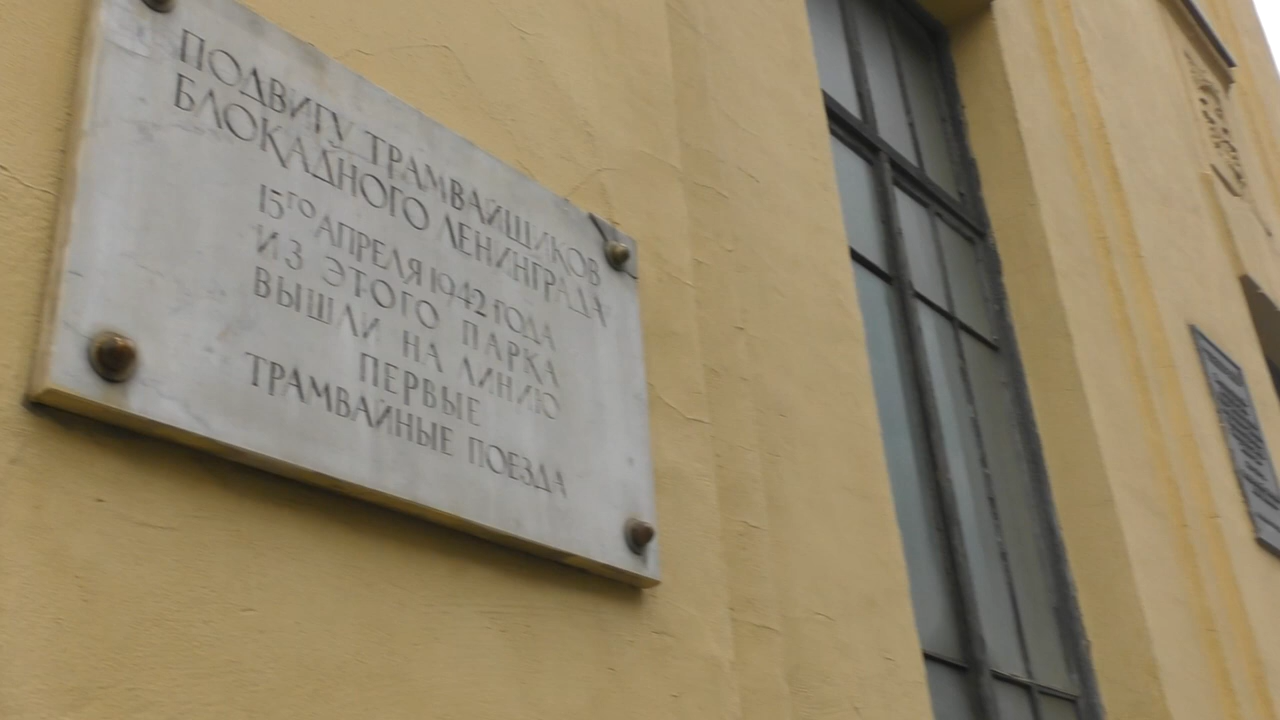 ПОДВИГУ ТРАМВАЙЩИКОВ
БЛОКАДНОГО ЛЕНИНГРАДА
15ГО АПРЕЛЯ 1942 ГОДА
ИЗ ЭТОГО ПАРКА
ВЫШЛИ НА ЛИНИЮ
ПЕРВЫЕ
ТРАМВАЙНЫЕ ПОЕЗДА